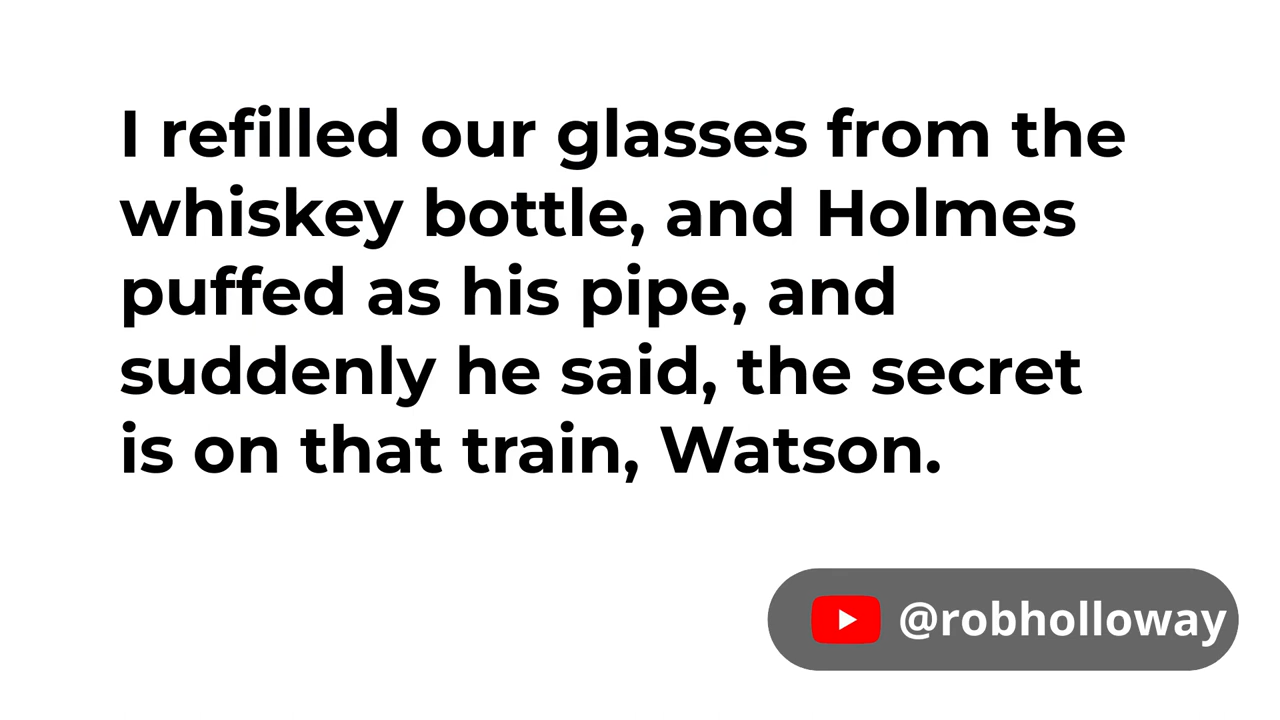 I refilled our glasses from the
whiskey bottle, and Holmes
puffed as his pipe, and
suddenly he said, the secret
is on that train, Watson.
@robholloway